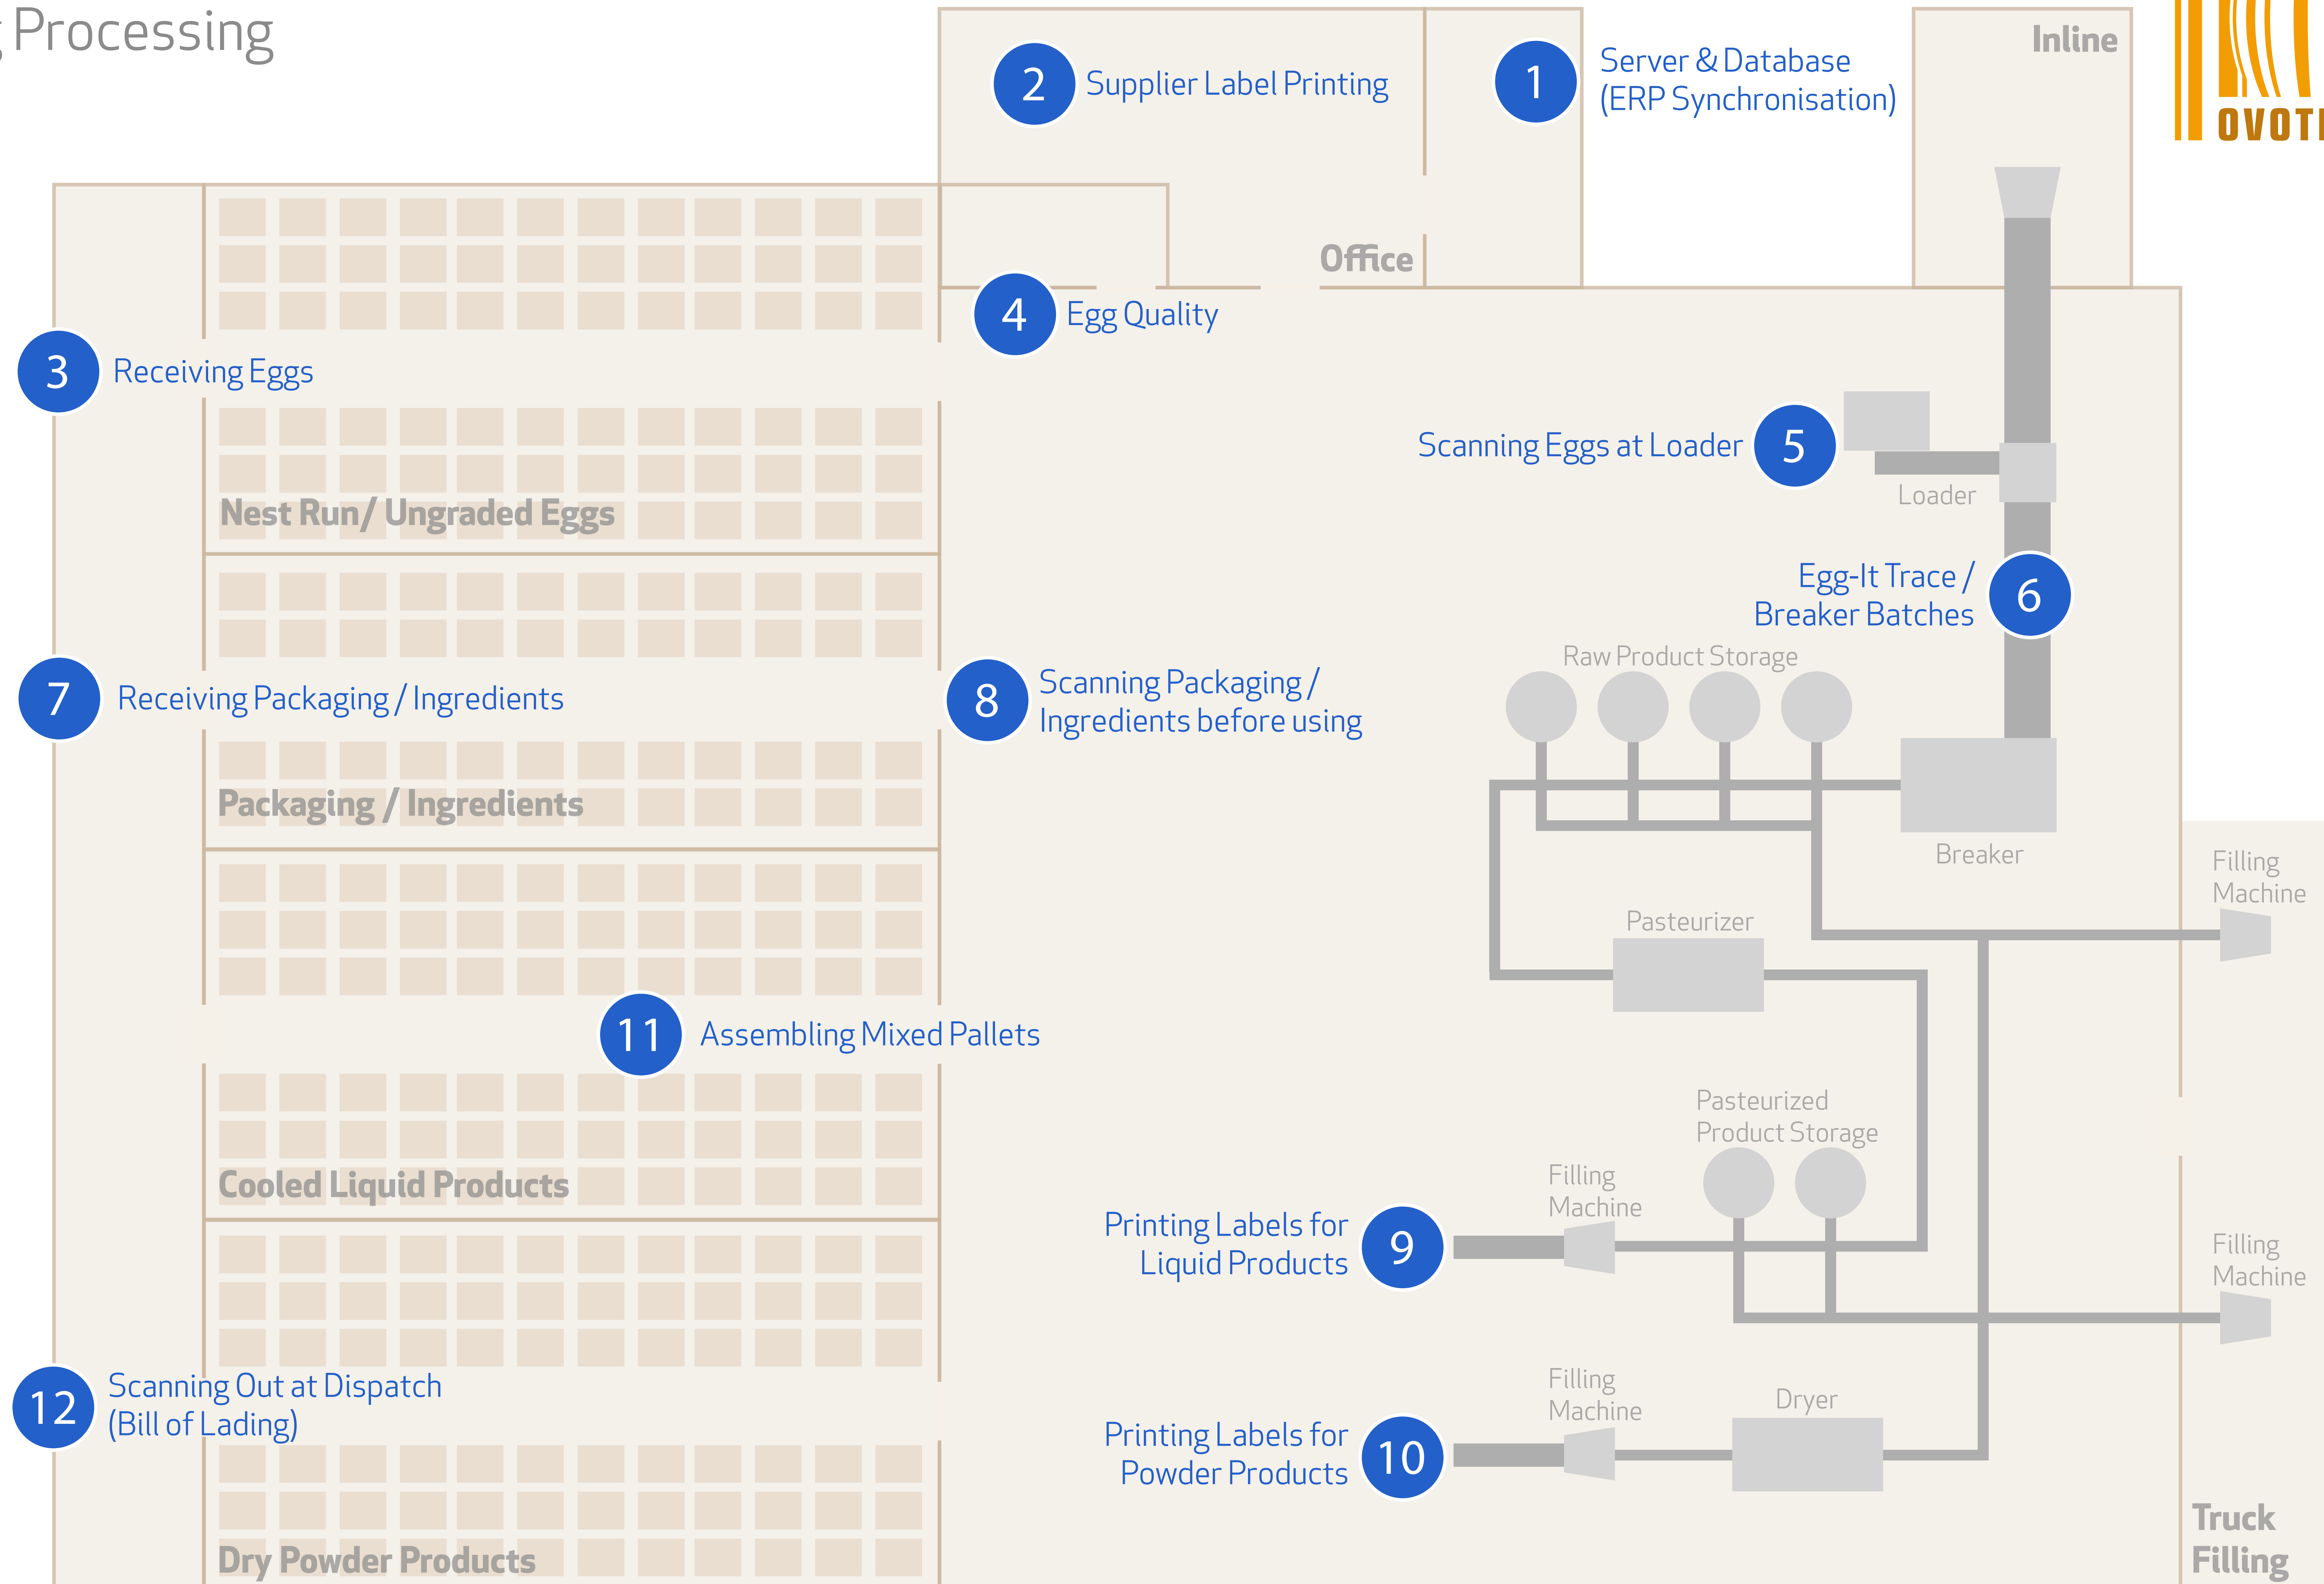 Processing
2 Supplier Label Printing
1 Server & Database
(ERP Synchronisation)
Inline
Office
4 Egg Quality
3 Receiving Eggs
Scanning Eggs at Loader 5
Loader
Nest Run/ Ungraded Eggs
Egg-It Trace /
Breaker Batches 6
Raw Product Storage
7 Receiving Packaging / Ingredients
8 Scanning Packaging /
Ingredients before using
Packaging / Ingredients
Breaker
Filling
Machine
Pasteurizer
11 Assembling Mixed Pallets
Pasteurized
Product Storage
Cooled Liquid Products
Filling
Machine
Printing Labels for
Liquid Products 9
Filling
Machine
12 Scanning Out at Dispatch
(Bill of Lading)
Filling
Machine
Dryer
Printing Labels for
Powder Products 10
Dry Powder Products
Truck
Filling